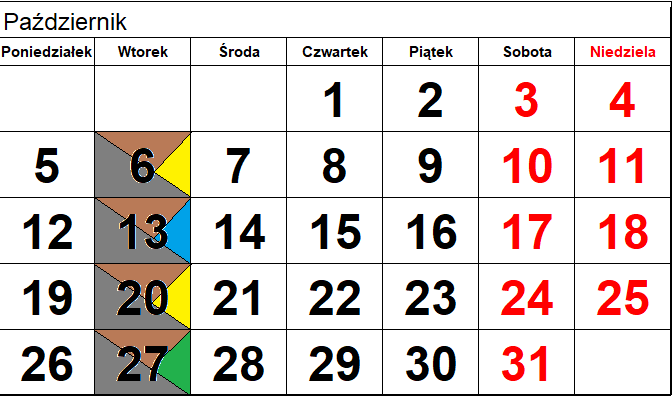 Październik
Poniedziałek Wtorek Środa Czwartek Piątek Sobota Niedziela
1 2 3 4
5 6 7 8 9 10 11
12 13 14 15 16 17 18
19 20 21 22 23 24 25
26 27 28 29 30 31